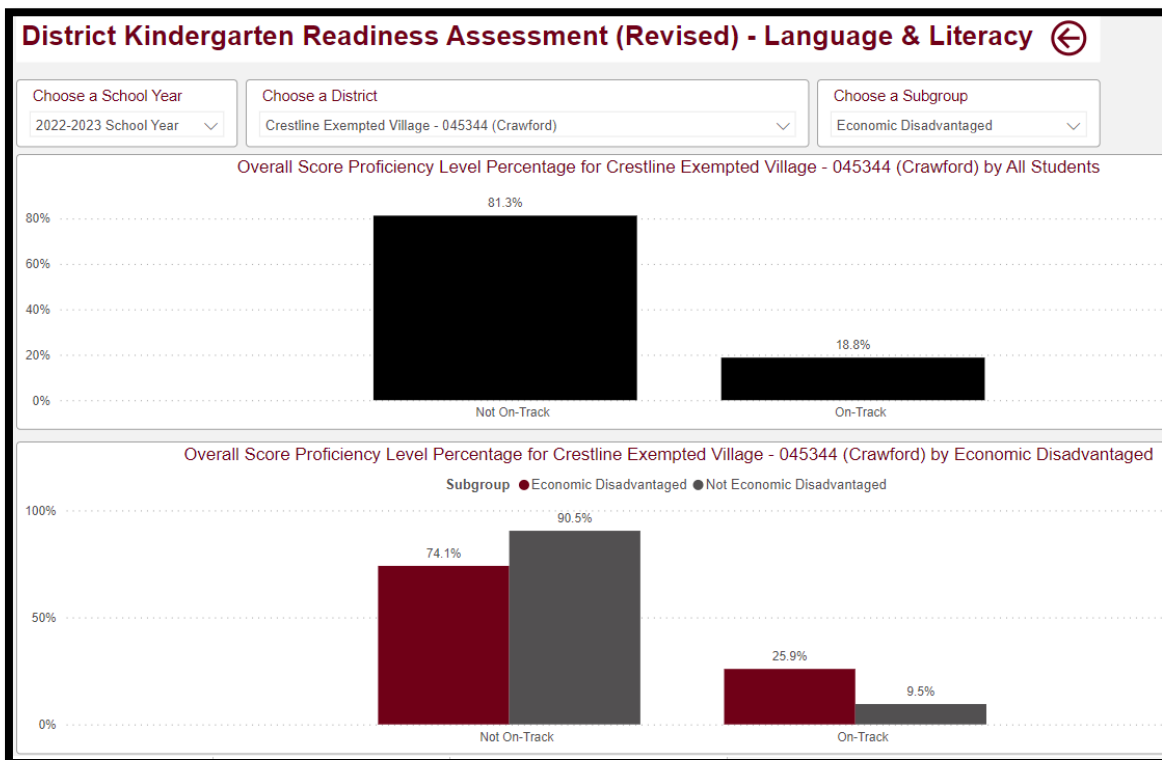 District Kindergarten Readiness Assessment (Revised) - Language & Literacy
Choose a School Year
2022-2023 School Year
Choose a District
Crestline Exempted Village - 045344 (Crawford)
Choose a Subgroup
Economic Disadvantaged
Overall Score Proficiency Level Percentage for Crestline Exempted Village - 045344 (Crawford) by All Students
80%
60%
40%
20%
0%
81.3%
18.8%
Not On-Track
On-Track
Overall Score Proficiency Level Percentage for Crestline Exempted Village - 045344 (Crawford) by Economic Disadvantaged
Subgroup Economic Disadvantaged Not Economic Disadvantaged
100%
50%
0%
74.1%
90.5%
25.9%
9.5%
Not On-Track
On-Track